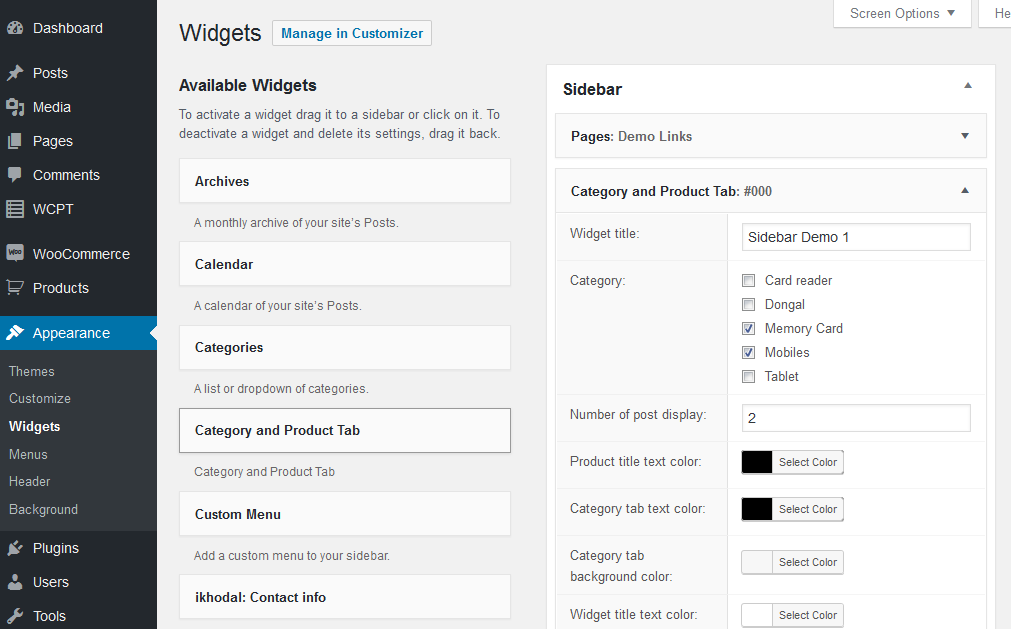 Dashboard
Posts
Media
Pages
Comments
WCPT
WOO
WooCommerce
Products
Appearance
Themes
Customize
Widgets
Menus
Header
Background
Plugins
Users
Tools
Screen Options ▼
He
Widgets
Manage in Customizer
Available Widgets
To activate a widget drag it to a sidebar or click on it. To
deactivate a widget and delete its settings, drag it back.
Archives
A monthly archive of your site's Posts.
Calendar
A calendar of your site's Posts.
Categories
A list or dropdown of categories.
Category and Product Tab
Category and Product Tab
Custom Menu
Add a custom menu to your sidebar.
ikhodal: Contact info
Sidebar
Pages: Demo Links
Category and Product Tab: #000
Widget title:
Sidebar Demo 1
Category:
Card reader
Dongal
Memory Card
Mobiles
Tablet
Number of post display:
2
Product title text color:
Select Color
Category tab text color:
Select Color
Category tab
background color:
Select Color
Widget title text color:
Select Color